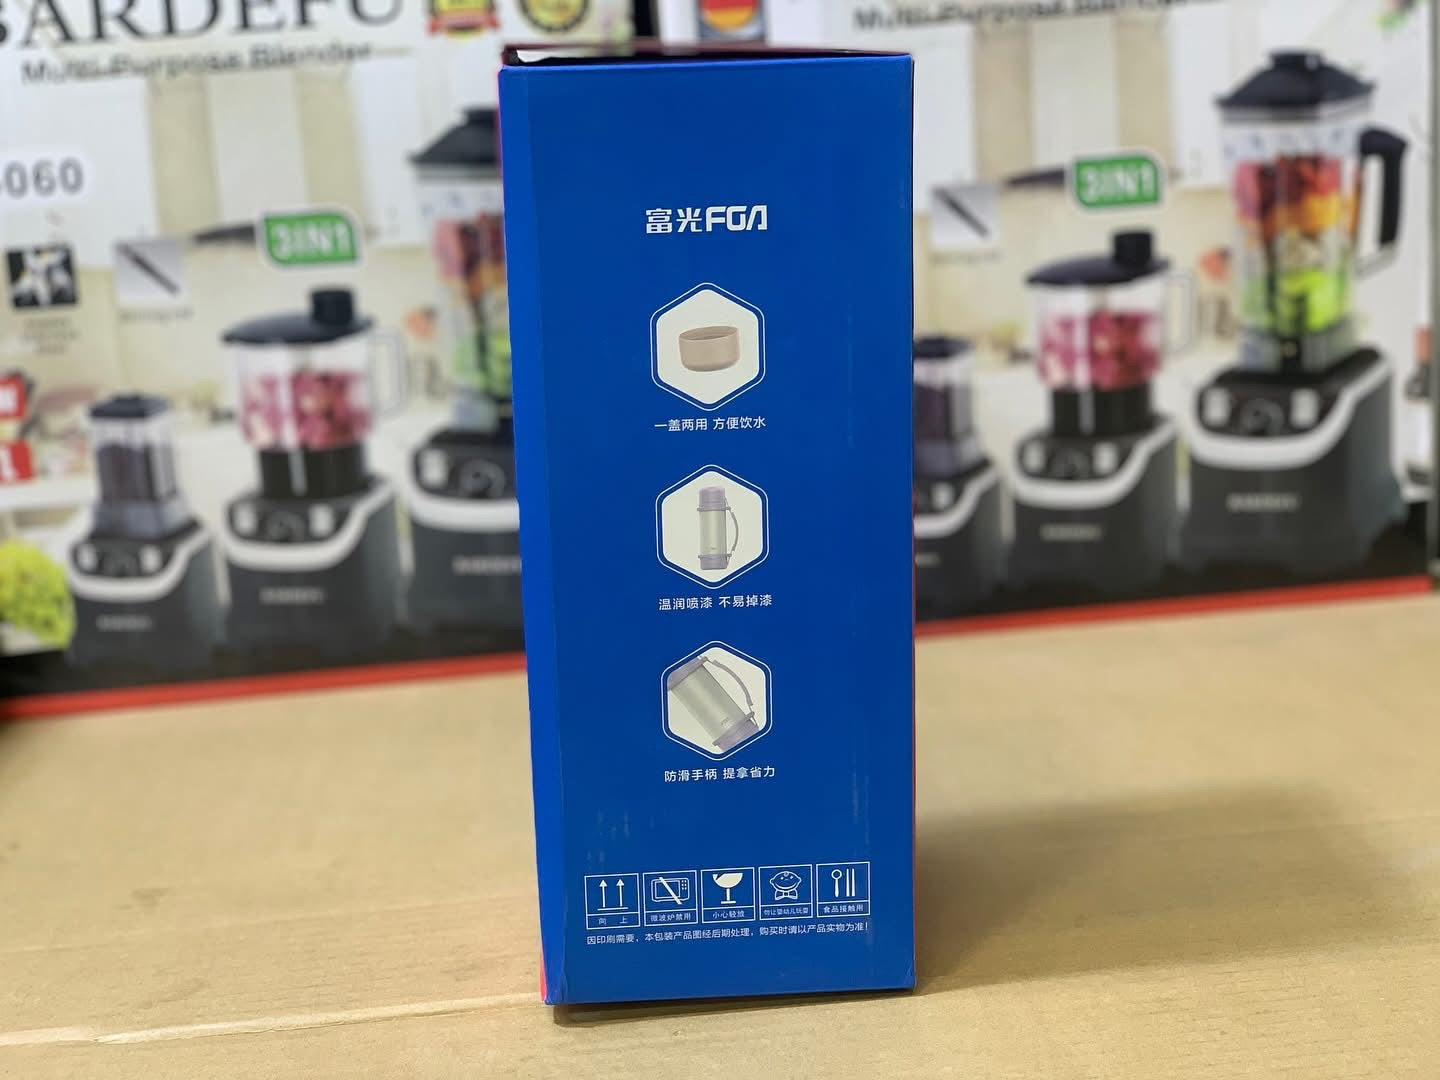 BARDEFU
Multi-Purpose Blender
Multi-Purpose Blender
6060
3IN1
3IN1
富光FGA
一盖两用 方便饮水
温润喷漆 不易掉漆
防滑手柄 提拿省力
向 上
微波炉禁用
小心轻放
勿让婴幼儿玩耍
食品接触用
因印刷需要，本包装产品图经后期处理，购买时请以产品实物为准！